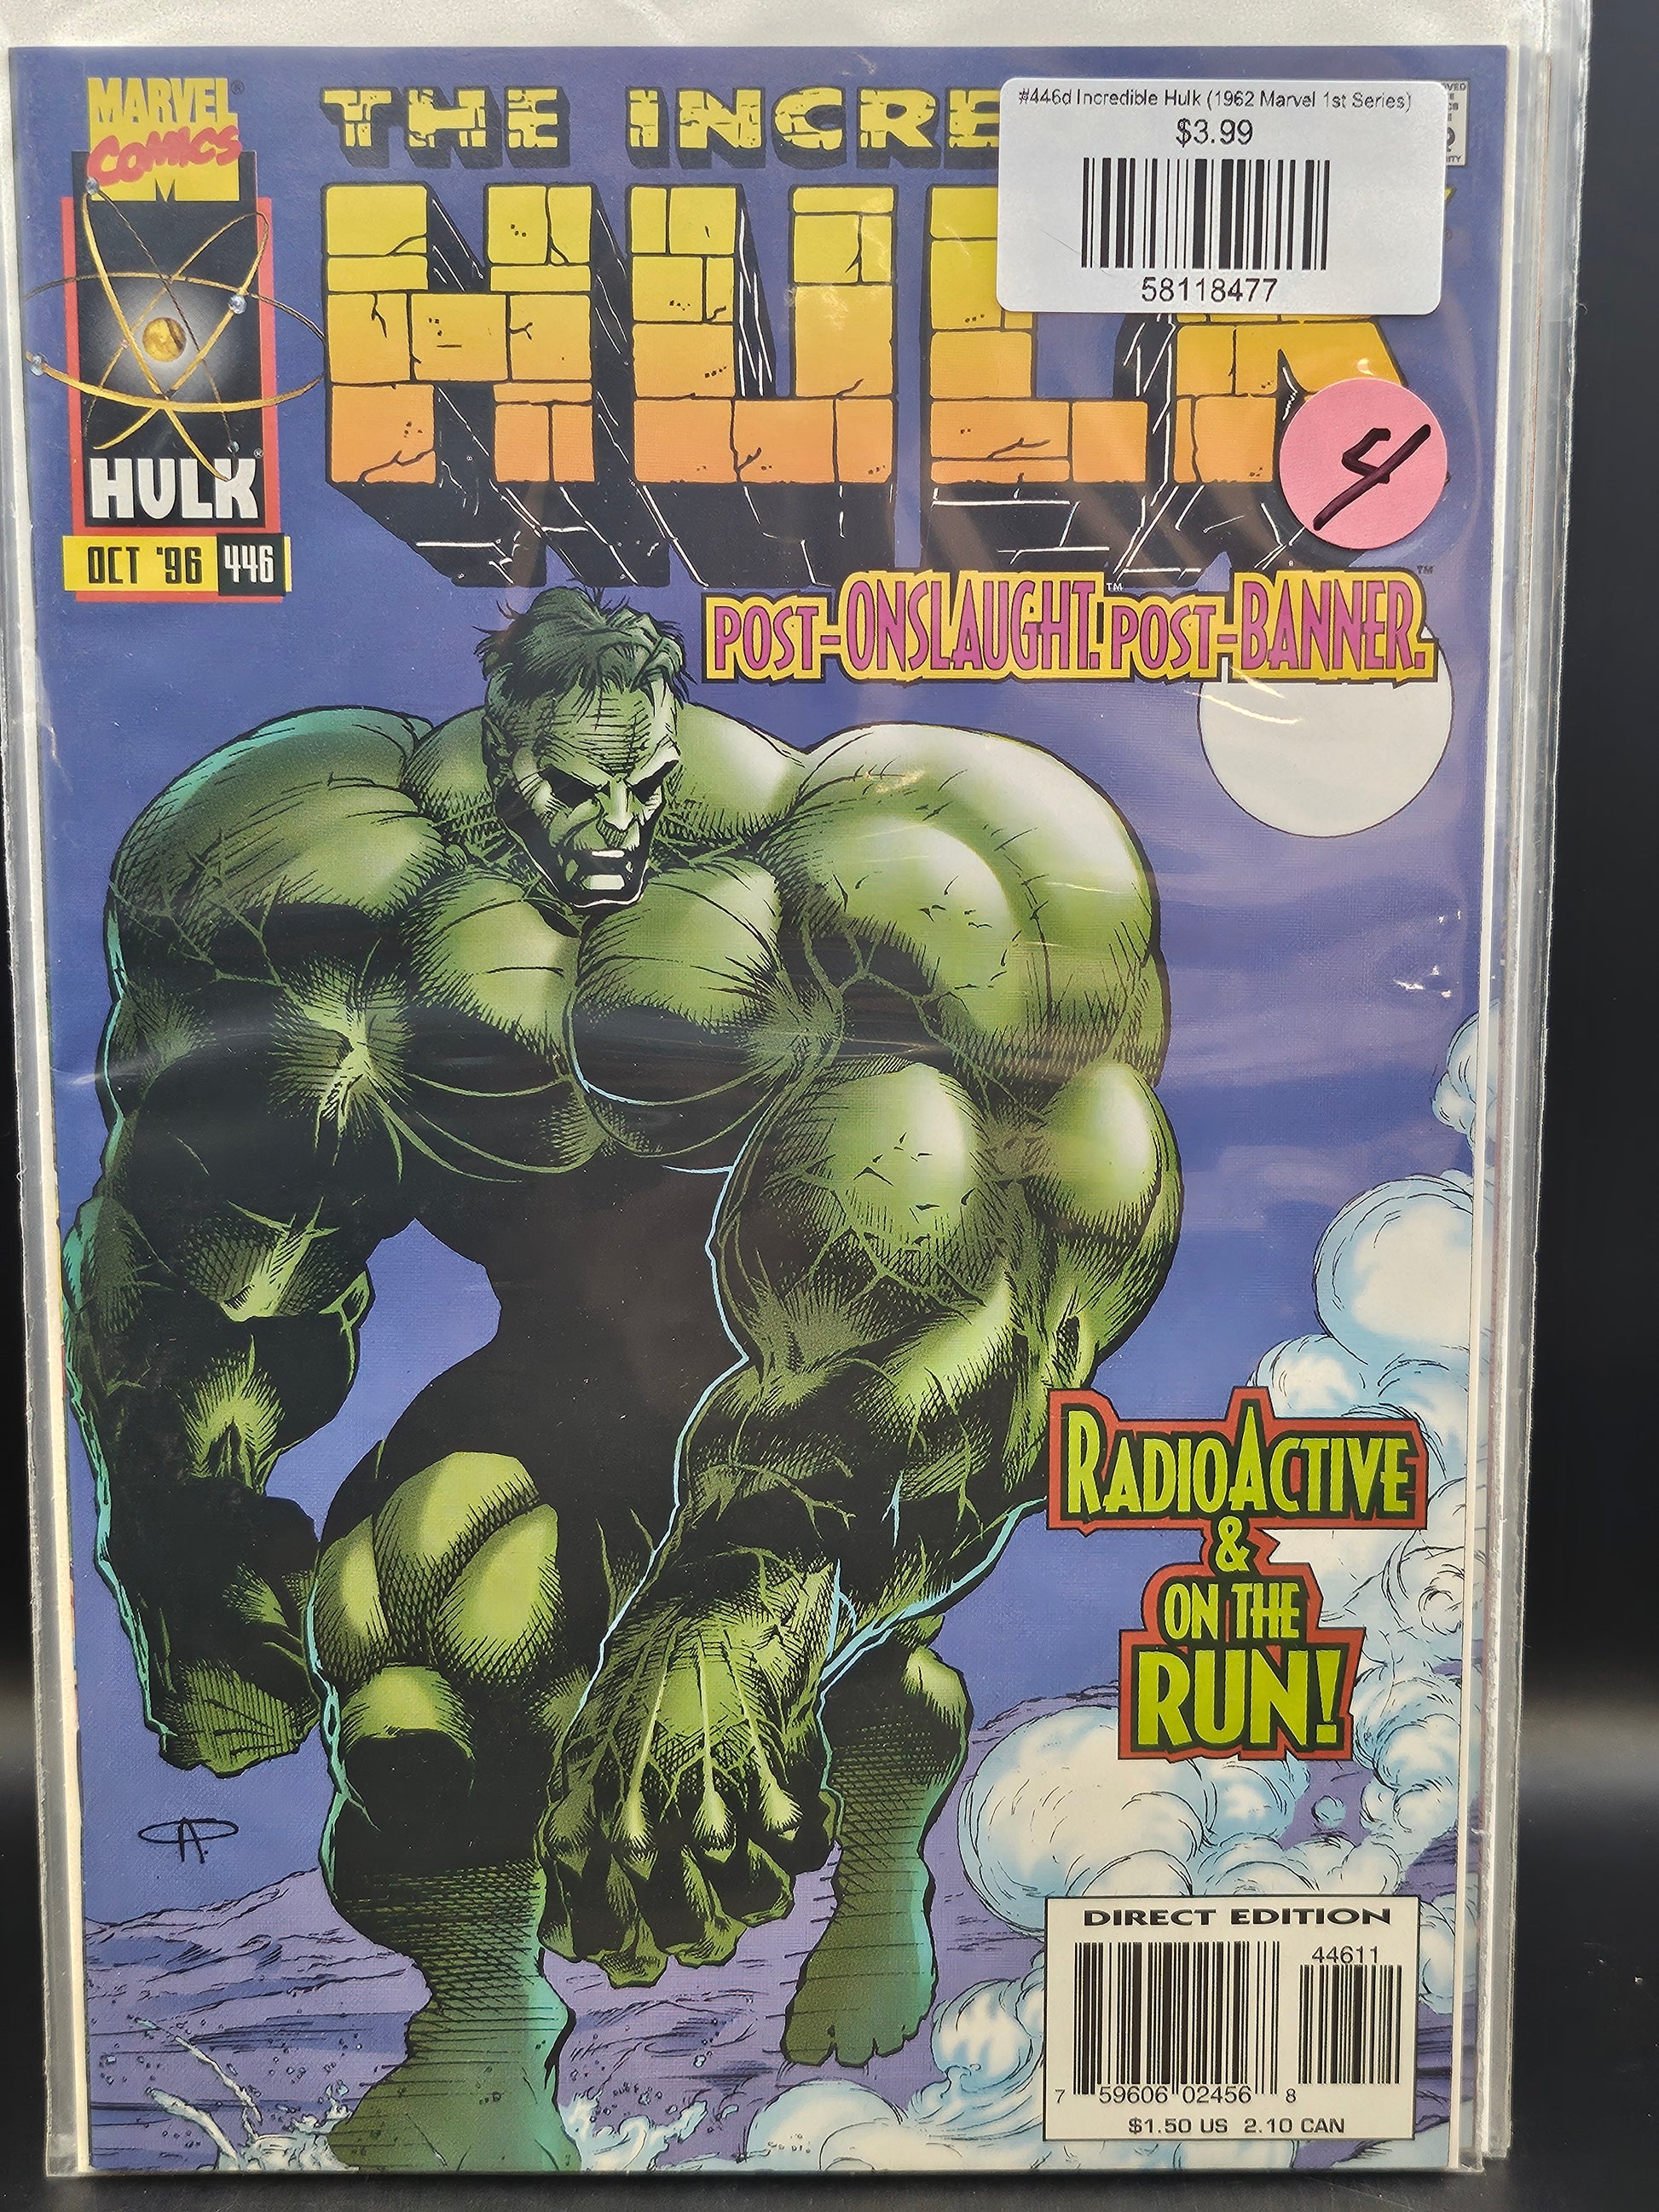 MARVEL
COMICS
M
HULK
OCT '96 446
THE INCRE
HULK
#446d Incredible Hulk (1962 Marvel 1st Series)
$3.99
58118477
4
POST-ONSLAUGHT. POST-BANNER.
RADIOACTIVE
&
ON THE
RUN!
DIRECT EDITION
44611
7 59606 02456 8
$1.50 US 2.10 CAN